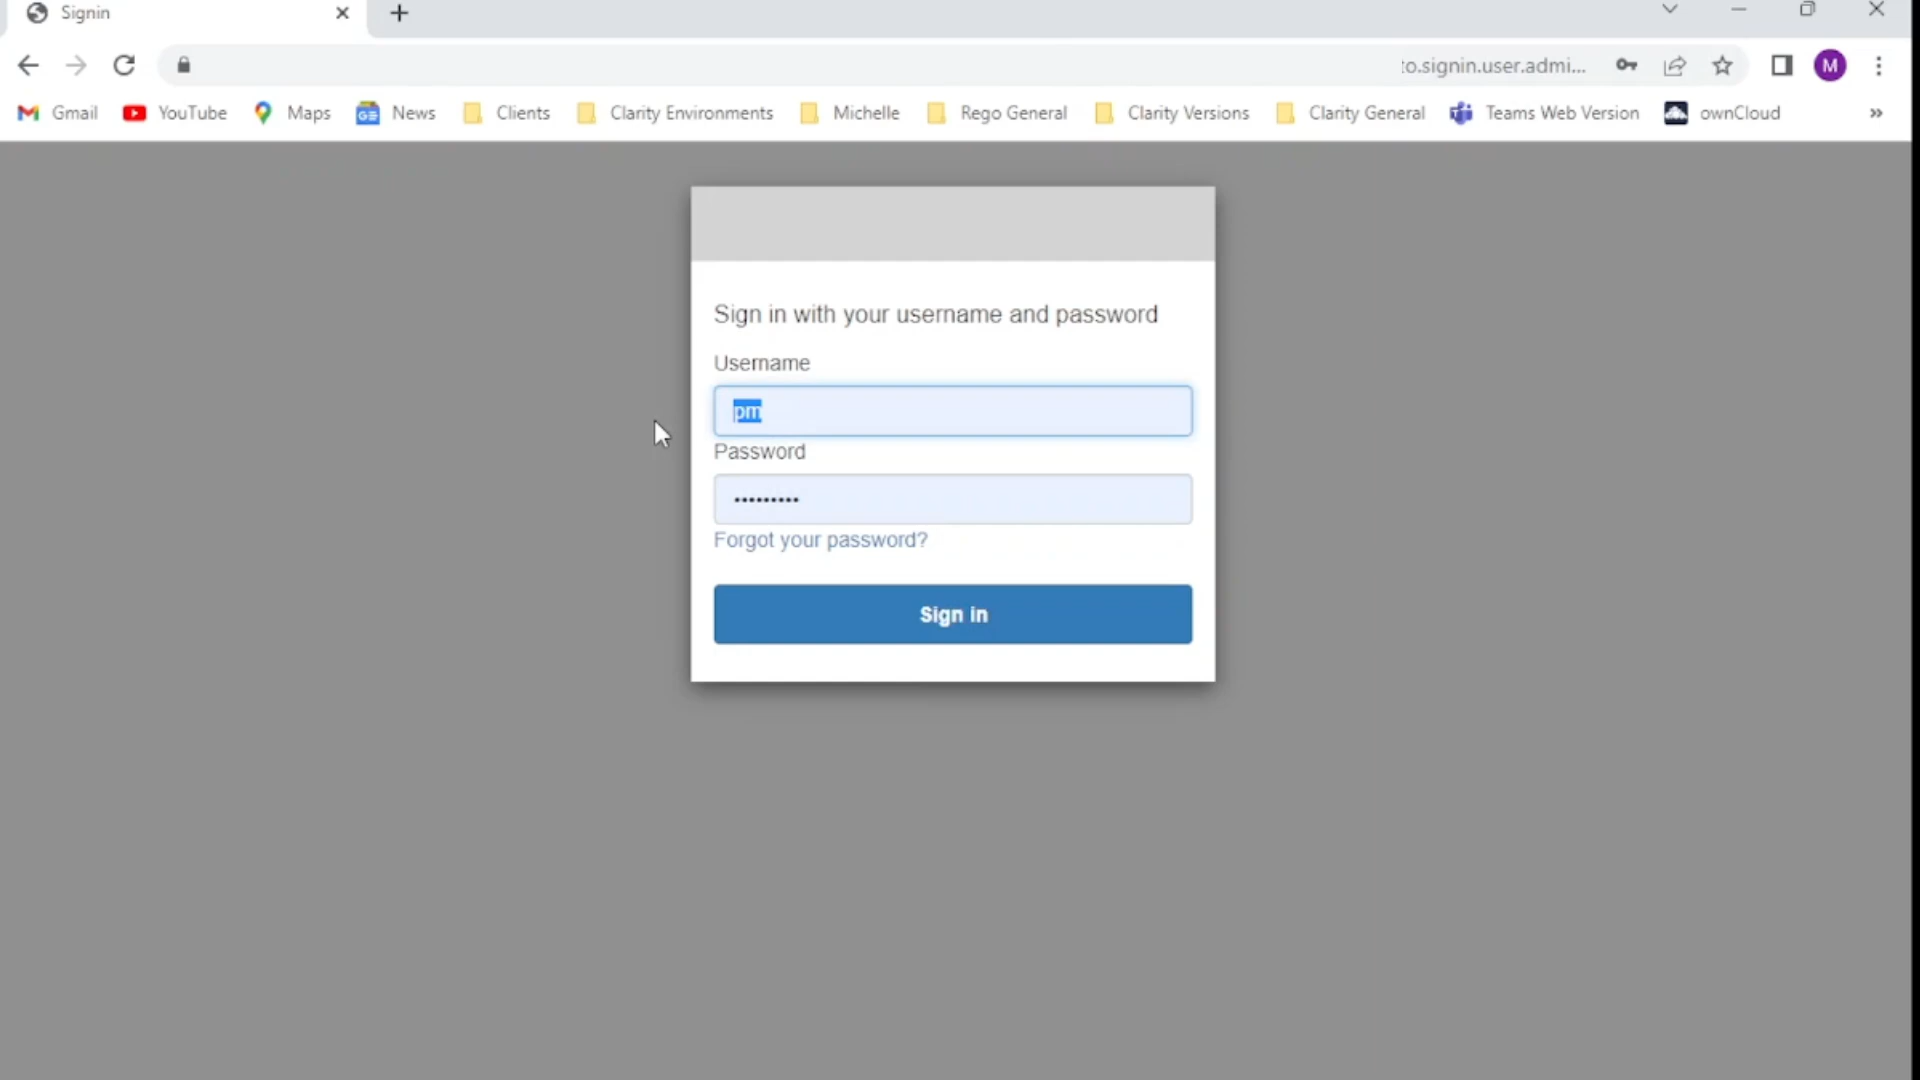 Signin
:o.signin.user.admi...
M
Gmail YouTube Maps News Clients Clarity Environments Michelle Rego General Clarity Versions Clarity General Teams Web Version ownCloud »
Sign in with your username and password
Username
pm
Password
•••••••••
Forgot your password?
Sign in